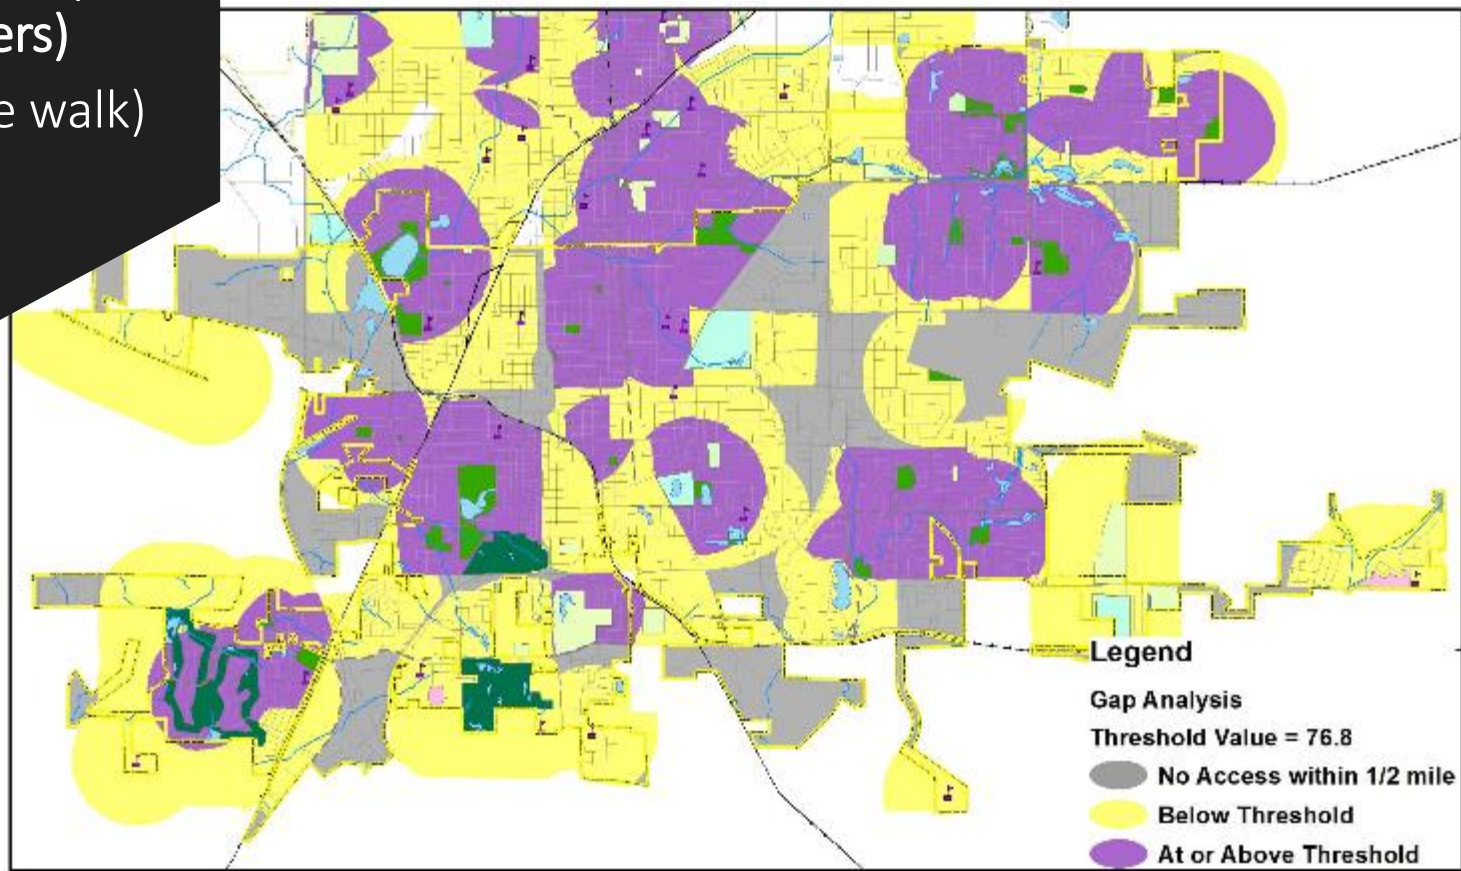 ers)
e walk)
Legend
Gap Analysis
Threshold Value = 76.8
No Access within 1/2 mile
Below Threshold
At or Above Threshold